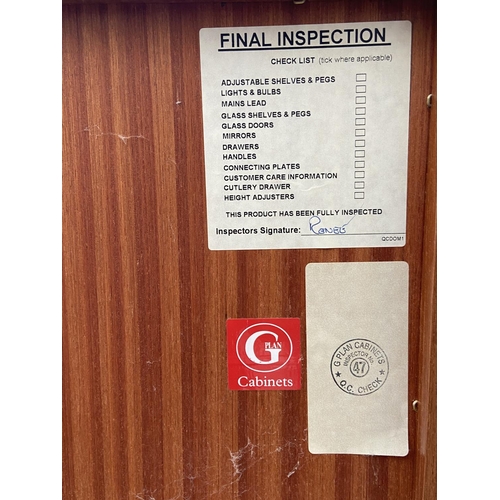 FINAL INSPECTION
CHECK LIST (tick where applicable)
ADJUSTABLE SHELVES & PEGS
LIGHTS & BULBS
MAINS LEAD
GLASS SHELVES & PEGS
GLASS DOORS
MIRRORS
DRAWERS
HANDLES
CONNECTING PLATES
CUSTOMER CARE INFORMATION
CUTLERY DRAWER
HEIGHT ADJUSTERS
THIS PRODUCT HAS BEEN FULLY INSPECTED
Inspectors Signature:
QCDOM1
G PLAN
Cabinets
G PLAN CABINETS
INSPECTOR No.
47
★ Q.C. CHECK ★